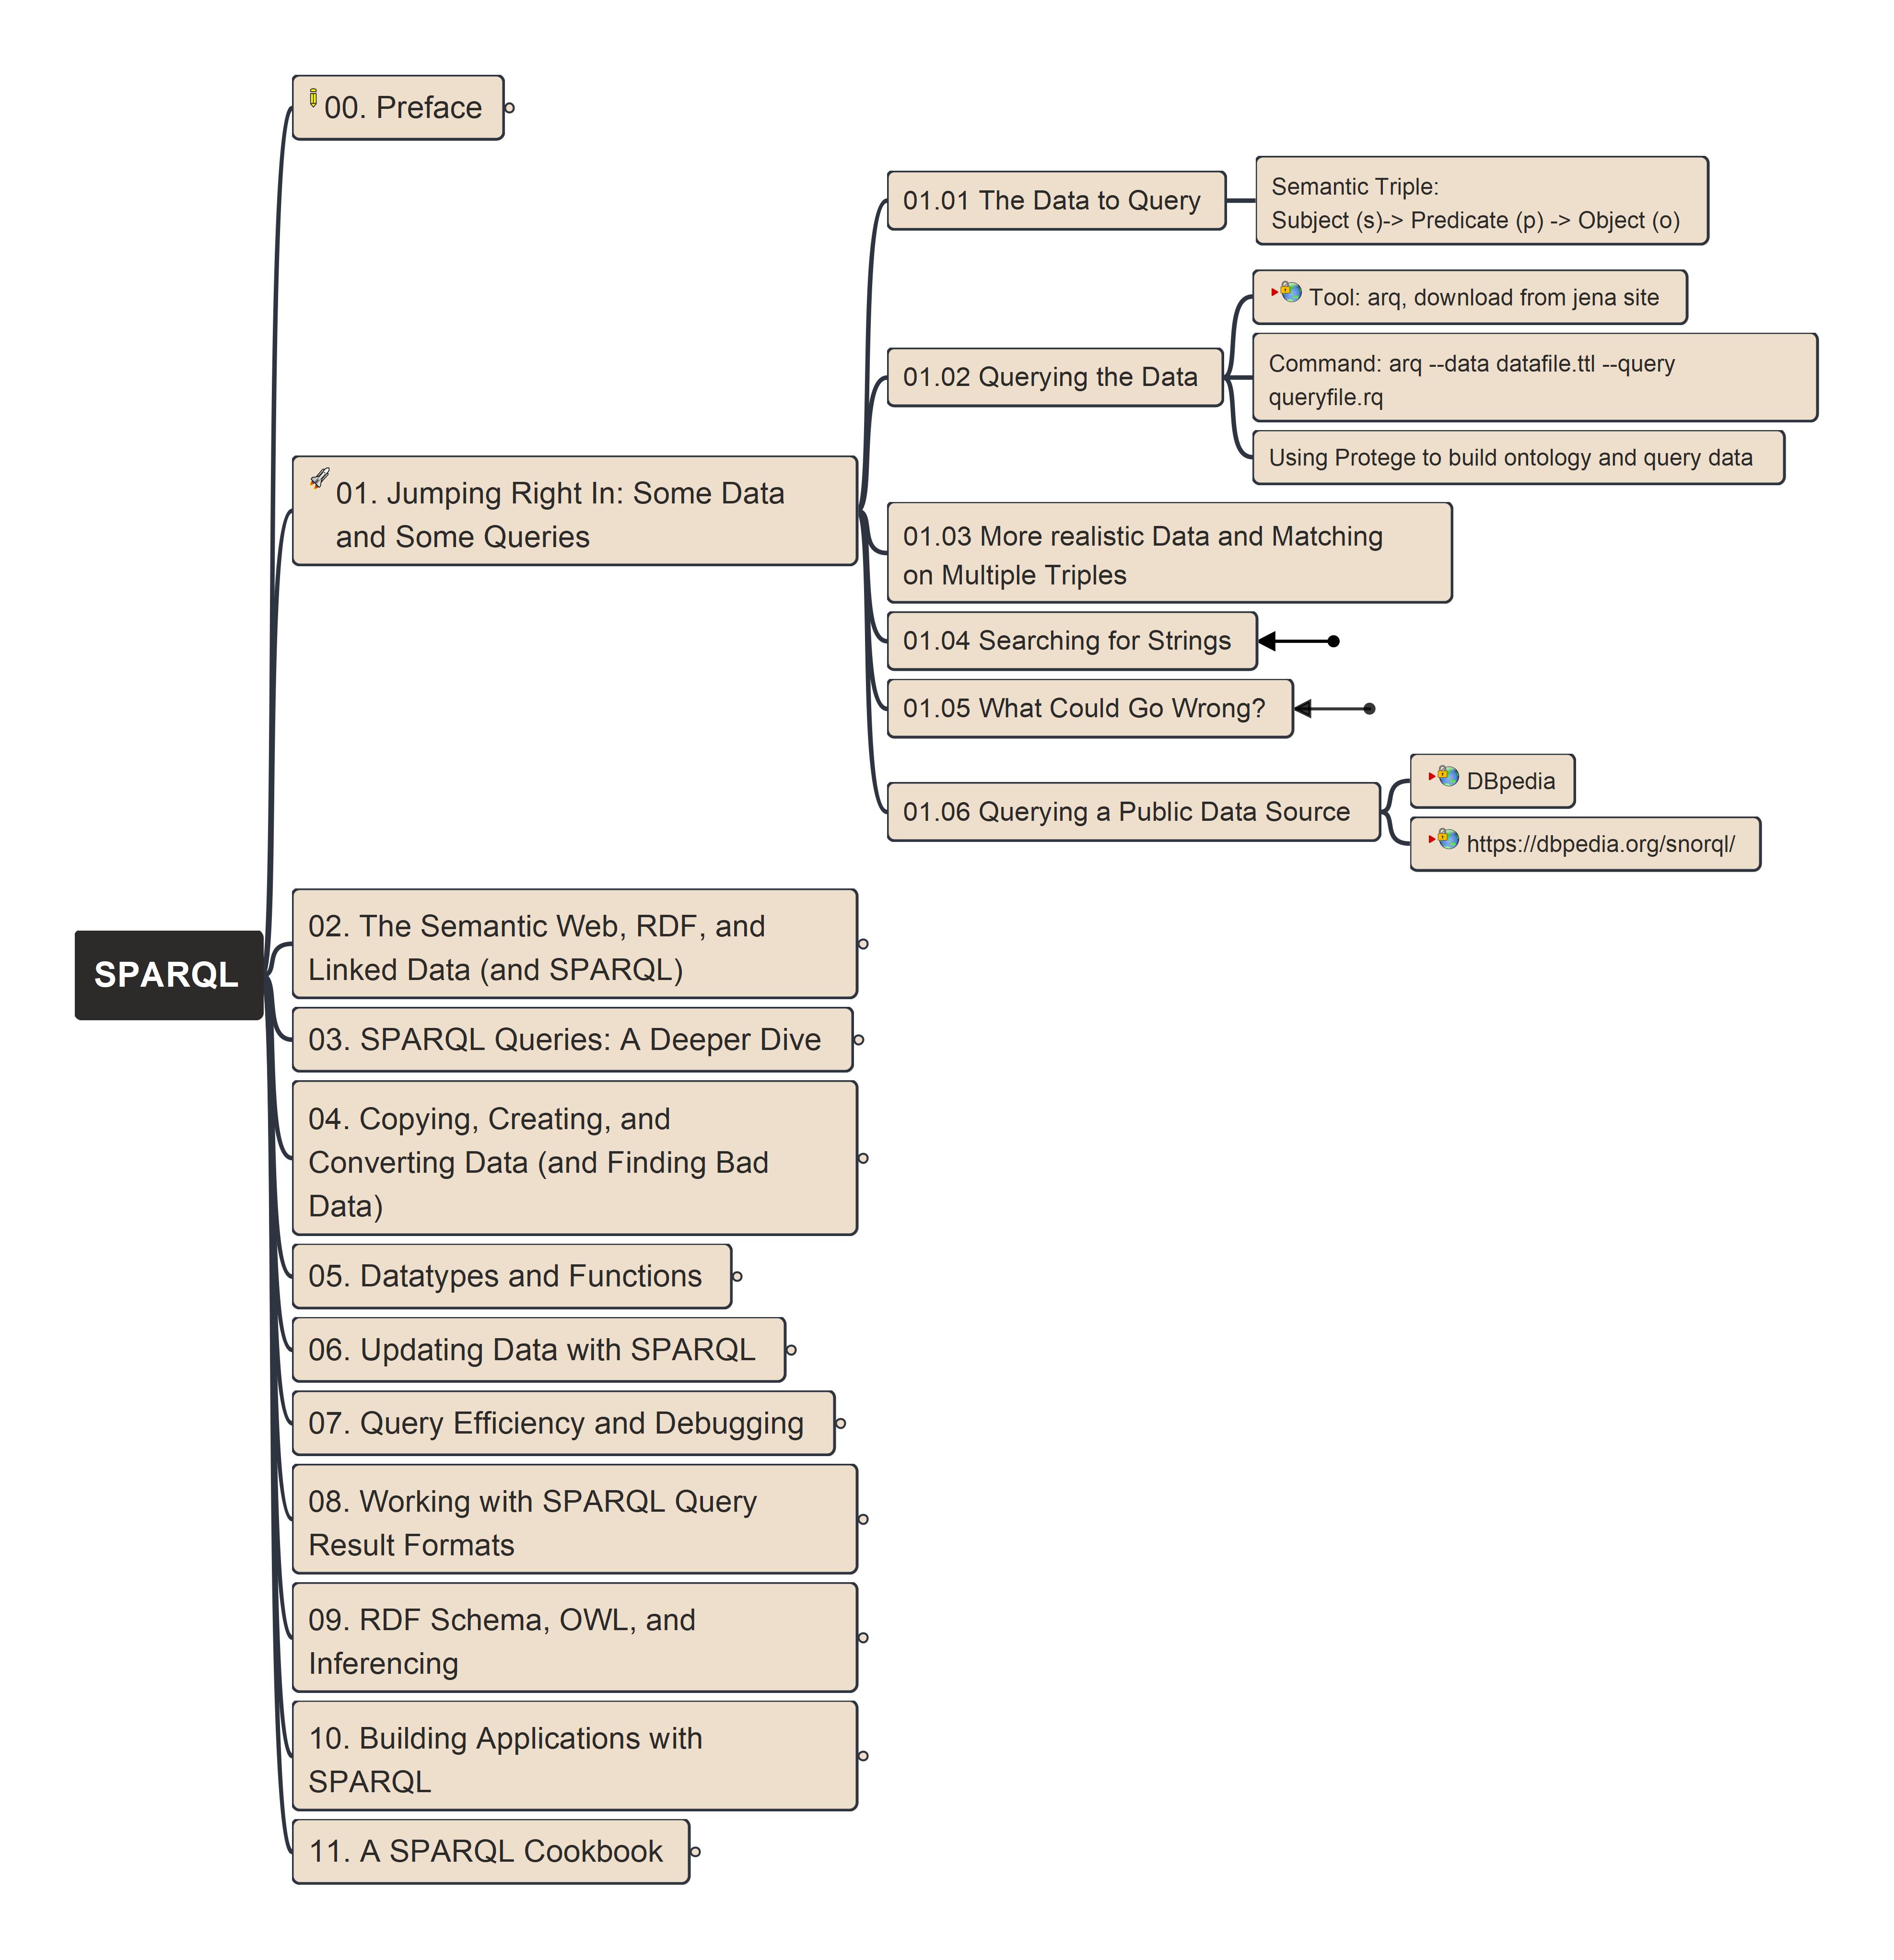 00. Preface
01.01 The Data to Query
Semantic Triple:
Subject (s)-> Predicate (p) -> Object (o)
Tool: arq, download from jena site
01.02 Querying the Data
Command: arq --data datafile.ttl --query
queryfile.rq
Using Protege to build ontology and query data
01. Jumping Right In: Some Data
and Some Queries
01.03 More realistic Data and Matching
on Multiple Triples
01.04 Searching for Strings
01.05 What Could Go Wrong?
01.06 Querying a Public Data Source
DBpedia
https://dbpedia.org/snorql/
SPARQL
02. The Semantic Web, RDF, and
Linked Data (and SPARQL)
03. SPARQL Queries: A Deeper Dive
04. Copying, Creating, and
Converting Data (and Finding Bad
Data)
05. Datatypes and Functions
06. Updating Data with SPARQL
07. Query Efficiency and Debugging
08. Working with SPARQL Query
Result Formats
09. RDF Schema, OWL, and
Inferencing
10. Building Applications with
SPARQL
11. A SPARQL Cookbook